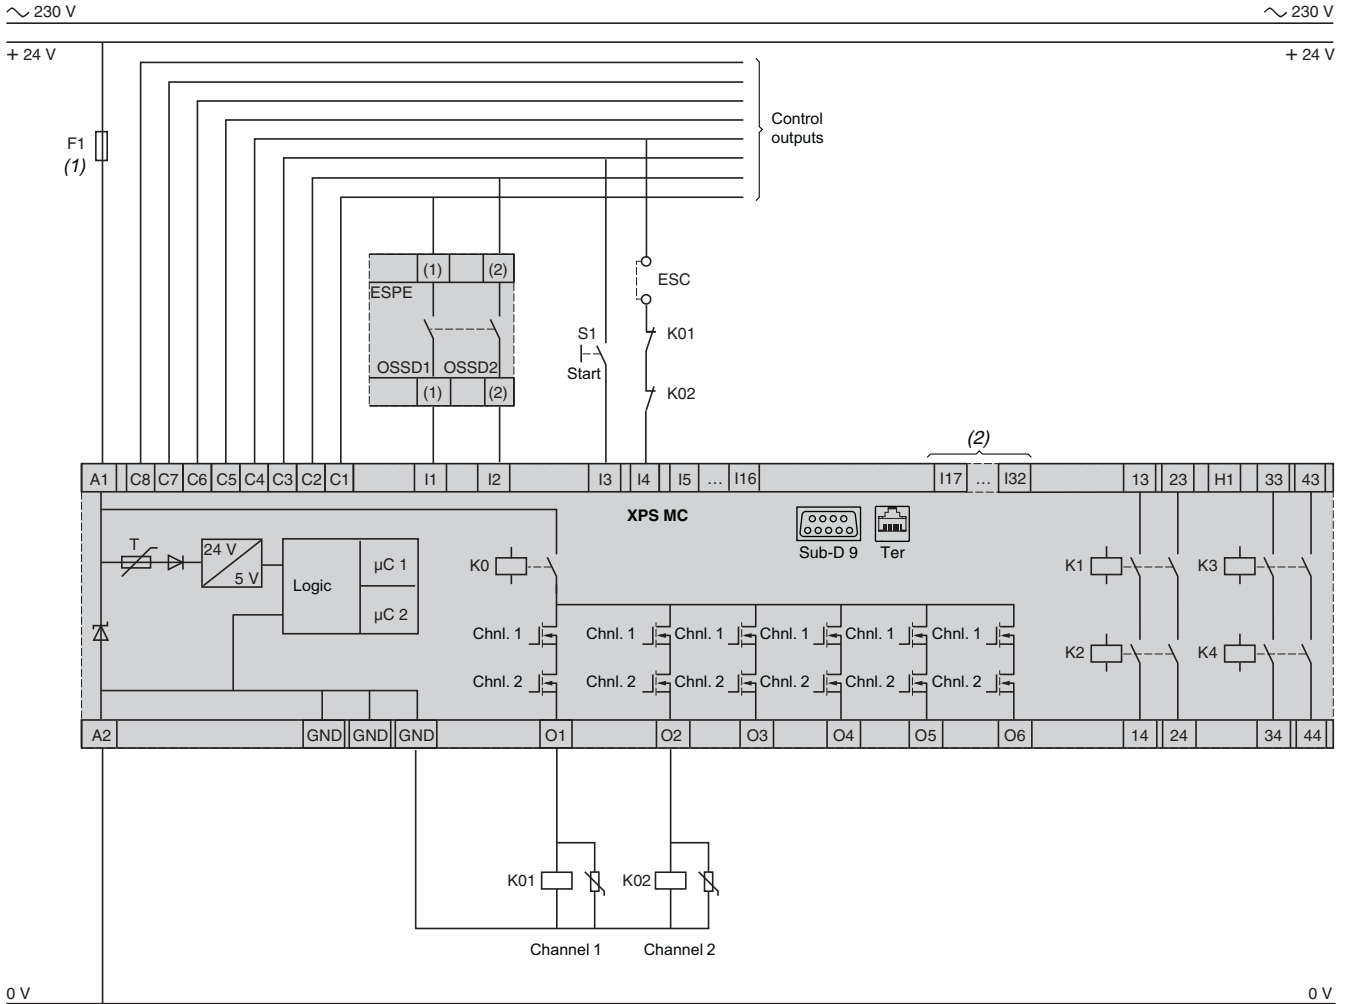 230 V 230 V
+ 24 V + 24 V
Control
outputs
F1
(1)
(1) (2)
ESPE
ESC
S1
K01
OSSD1 OSSD2
Start
(1) (2)
K02
(2)
A1 C8 C7 C6 C5 C4 C3 C2 C1 I1 I2 I3 I4 I5 ... I16 I17 ... I32 13 23 H1 33 43
XPS MC
T
24 V
5 V
Logic
µC 1
µC 2
K0
Sub-D 9 Ter
K1 K3
Chnl. 1 Chnl. 1 Chnl. 1 Chnl. 1 Chnl. 1 Chnl. 1
K2 K4
Chnl. 2 Chnl. 2 Chnl. 2 Chnl. 2 Chnl. 2 Chnl. 2
A2 GND GND GND O1 O2 O3 O4 O5 O6 14 24 34 44
K01 K02
Channel 1 Channel 2
0 V 0 V